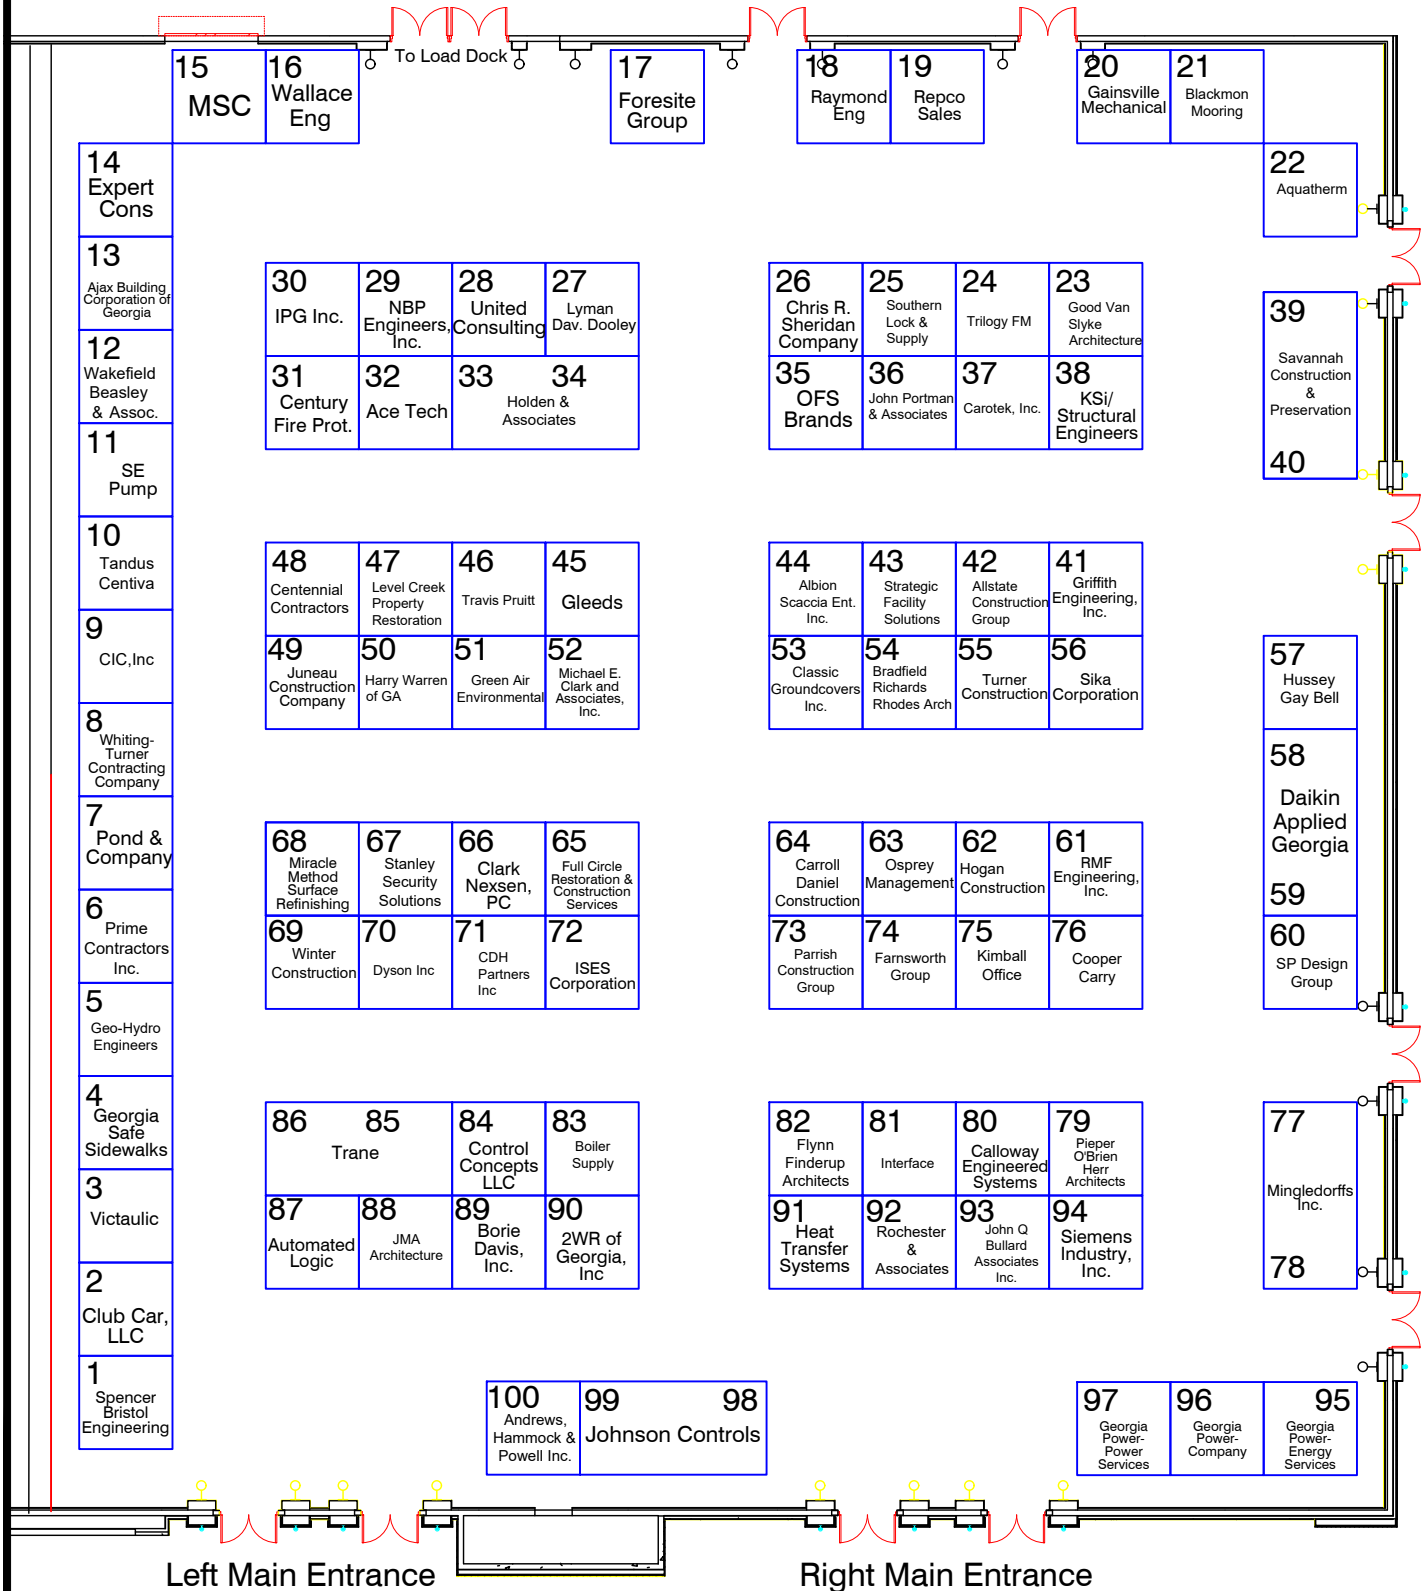 To Load Dock
15
MSC
16
Wallace
Eng
17
Foresite
Group
18
Raymond
Eng
19
Repco
Sales
20
Gainsville
Mechanical
21
Blackmon
Mooring
14
Expert
Cons
22
Aquatherm
13
Ajax Building
Corporation of
Georgia
12
Wakefield
Beasley
& Assoc.
11
SE
Pump
10
Tandus
Centiva
9
CIC,Inc
8
Whiting-
Turner
Contracting
Company
7
Pond &
Company
6
Prime
Contractors
Inc.
5
Geo-Hydro
Engineers
4
Georgia
Safe
Sidewalks
3
Victaulic
2
Club Car,
LLC
1
Spencer
Bristol
Engineering
30
IPG Inc.
29
NBP
Engineers,
Inc.
28
United
Consulting
27
Lyman
Dav. Dooley
31
Century
Fire Prot.
32
Ace Tech
33 34
Holden &
Associates
26
Chris R.
Sheridan
Company
25
Southern
Lock &
Supply
24
Trilogy FM
23
Good Van
Slyke
Architecture
35
OFS
Brands
36
John Portman
& Associates
37
Carotek, Inc.
38
KSi/
Structural
Engineers
39
Savannah
Construction
&
Preservation
40
48
Centennial
Contractors
47
Level Creek
Property
Restoration
46
Travis Pruitt
45
Gleeds
49
Juneau
Construction
Company
50
Harry Warren
of GA
51
Green Air
Environmental
52
Michael E.
Clark and
Associates,
Inc.
44
Albion
Scaccia Ent.
Inc.
43
Strategic
Facility
Solutions
42
Allstate
Construction
Group
41
Griffith
Engineering,
Inc.
53
Classic
Groundcovers
Inc.
54
Bradfield
Richards
Rhodes Arch
55
Turner
Construction
56
Sika
Corporation
57
Hussey
Gay Bell
58
Daikin
Applied
Georgia
59
60
SP Design
Group
68
Miracle
Method
Surface
Refinishing
67
Stanley
Security
Solutions
66
Clark
Nexsen,
PC
65
Full Circle
Restoration &
Construction
Services
69
Winter
Construction
70
Dyson Inc
71
CDH
Partners
Inc
72
ISES
Corporation
64
Carroll
Daniel
Construction
63
Osprey
Management
62
Hogan
Construction
61
RMF
Engineering,
Inc.
73
Parrish
Construction
Group
74
Farnsworth
Group
75
Kimball
Office
76
Cooper
Carry
86 85
Trane
84
Control
Concepts
LLC
83
Boiler
Supply
87
Automated
Logic
88
JMA
Architecture
89
Borie
Davis,
Inc.
90
2WR of
Georgia,
Inc
82
Flynn
Finderup
Architects
81
Interface
80
Calloway
Engineered
Systems
79
Pieper
O'Brien
Herr
Architects
91
Heat
Transfer
Systems
92
Rochester
&
Associates
93
John Q
Bullard
Associates
Inc.
94
Siemens
Industry,
Inc.
77
Mingledorffs
Inc.
78
100
Andrews,
Hammock &
Powell Inc.
99 98
Johnson Controls
97
Georgia
Power-
Power
Services
96
Georgia
Power-
Company
95
Georgia
Power-
Energy
Services
Left Main Entrance
Right Main Entrance